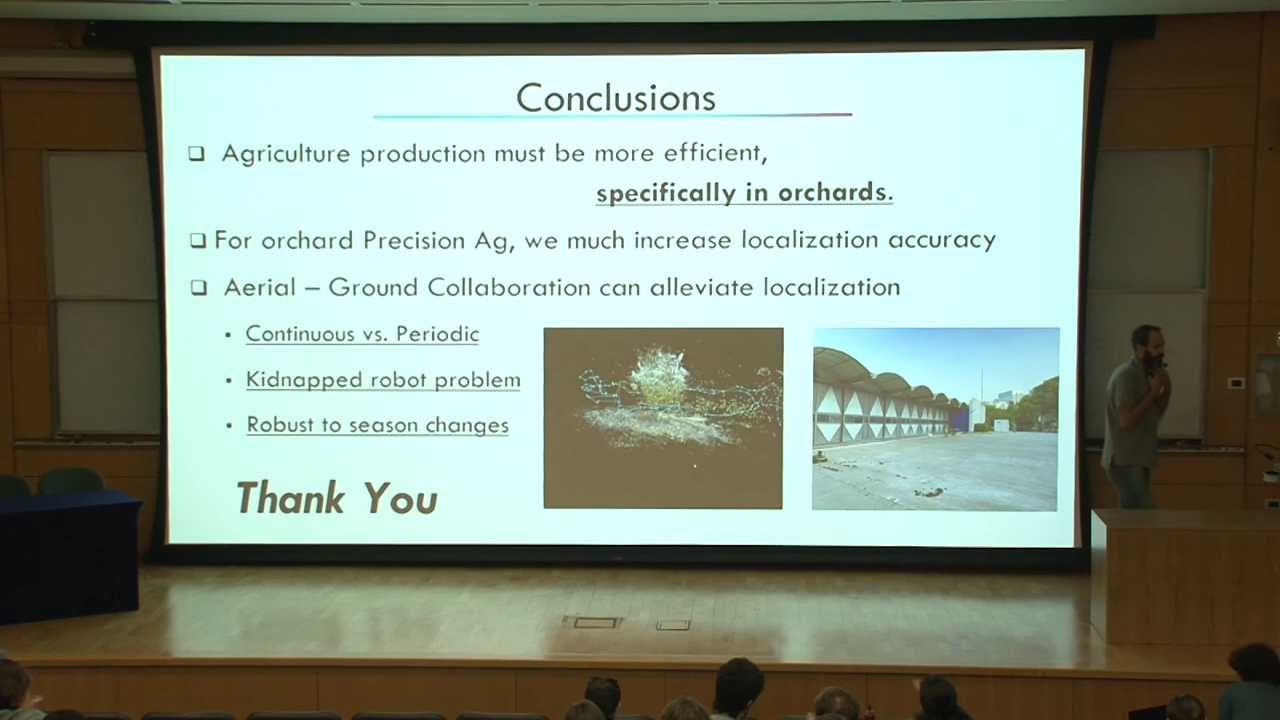 Conclusions
❑ Agriculture production must be more efficient,
specifically in orchards.
❑ For orchard Precision Ag, we much increase localization accuracy
❑ Aerial – Ground Collaboration can alleviate localization
• Continuous vs. Periodic
• Kidnapped robot problem
• Robust to season changes
Thank You